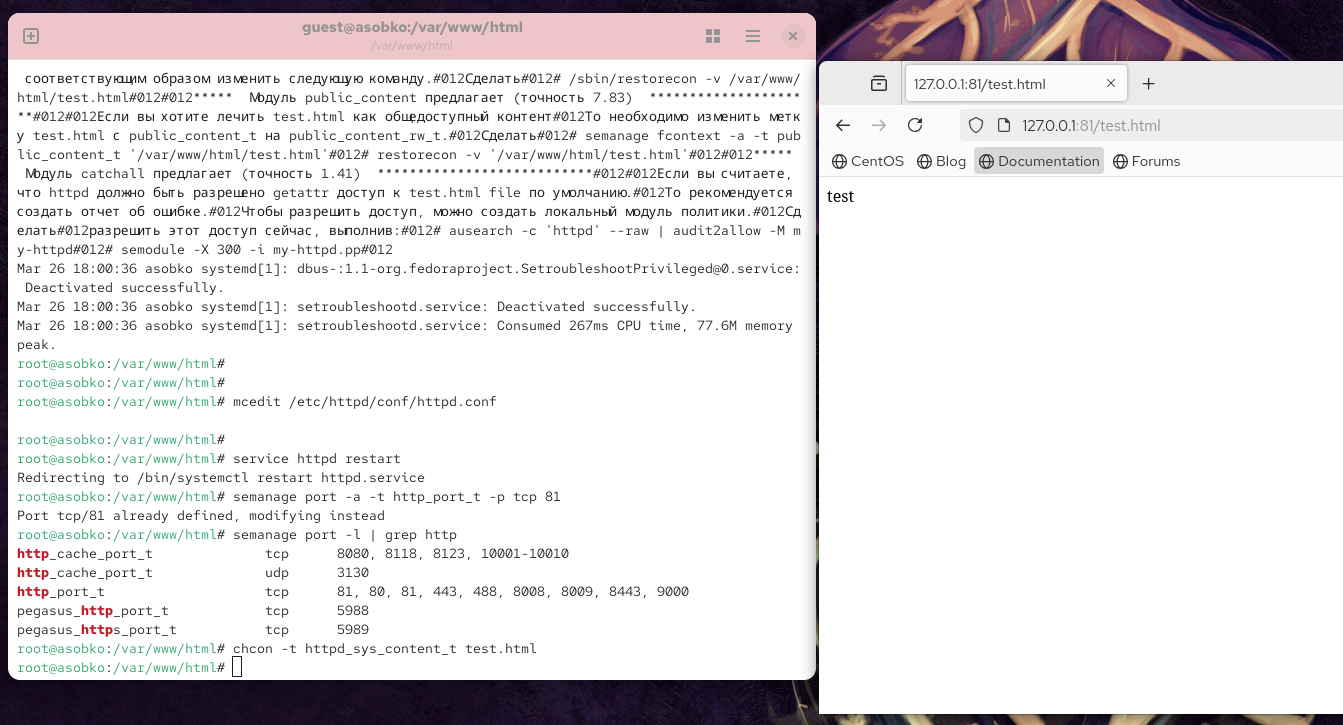 guest@asobko:/var/www/html
/var/www/html
соответствующим образом изменить следующую команду.#012Сделать#012# /sbin/restorecon -v /var/www/
html/test.html#012#012*****  Модуль public_content предлагает (точность 7.83)  *******************
**#012#012Если вы хотите лечить test.html как общедоступный контент#012То необходимо изменить метк
у test.html с public_content_t на public_content_rw_t.#012Сделать#012# semanage fcontext -a -t pub
lic_content_t '/var/www/html/test.html'#012# restorecon -v '/var/www/html/test.html'#012#012*****
Модуль catchall предлагает (точность 1.41)  ***************************#012#012Если вы считаете,
что httpd должно быть разрешено getattr доступ к test.html file по умолчанию.#012То рекомендуется
создать отчет об ошибке.#012Чтобы разрешить доступ, можно создать локальный модуль политики.#012Сд
елать#012разрешить этот доступ сейчас, выполнив:#012# ausearch -c 'httpd' --raw | audit2allow -M m
y-httpd#012# semodule -X 300 -i my-httpd.pp#012
Mar 26 18:00:36 asobko systemd[1]: dbus-:1.1-org.fedoraproject.SetroubleshootPrivileged@0.service:
Deactivated successfully.
Mar 26 18:00:36 asobko systemd[1]: setroubleshootd.service: Deactivated successfully.
Mar 26 18:00:36 asobko systemd[1]: setroubleshootd.service: Consumed 267ms CPU time, 77.6M memory
peak.
root@asobko:/var/www/html#
root@asobko:/var/www/html#
root@asobko:/var/www/html# mcedit /etc/httpd/conf/httpd.conf
root@asobko:/var/www/html#
root@asobko:/var/www/html# service httpd restart
Redirecting to /bin/systemctl restart httpd.service
root@asobko:/var/www/html# semanage port -a -t http_port_t -p tcp 81
Port tcp/81 already defined, modifying instead
root@asobko:/var/www/html# semanage port -l | grep http
http_cache_port_t              tcp      8080, 8118, 8123, 10001-10010
http_cache_port_t              udp      3130
http_port_t                    tcp      81, 80, 81, 443, 488, 8008, 8009, 8443, 9000
pegasus_http_port_t            tcp      5988
pegasus_https_port_t           tcp      5989
root@asobko:/var/www/html# chcon -t httpd_sys_content_t test.html
root@asobko:/var/www/html#
127.0.0.1:81/test.html
127.0.0.1:81/test.html
CentOS Blog Documentation Forums
test